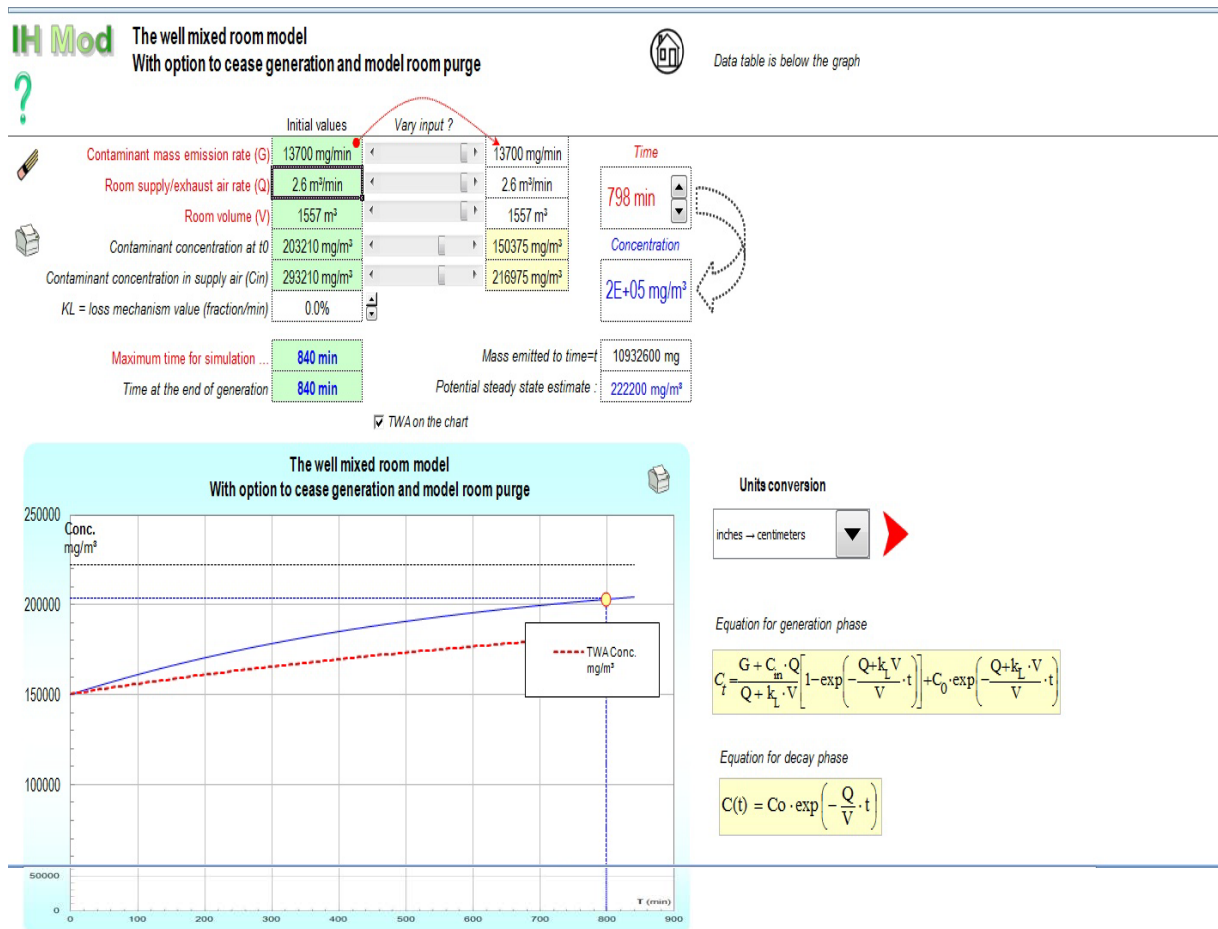 IH Mod
The well mixed room model
With option to cease generation and model room purge
Data table is below the graph
?
Initial values
Vary input ?
Contaminant mass emission rate (G) 13700 mg/min 13700 mg/min
Time
Room supply/exhaust air rate (Q) 2.6 m³/min 2.6 m³/min
798 min
Room volume (V) 1557 m³ 1557 m³
Contaminant concentration at t0 203210 mg/m³ 150375 mg/m³
Concentration
Contaminant concentration in supply air (Cin) 293210 mg/m³ 216975 mg/m³
2E+05 mg/m³
KL = loss mechanism value (fraction/min) 0.0%
Maximum time for simulation ... 840 min
Mass emitted to time=t 10932600 mg
Time at the end of generation 840 min
Potential steady state estimate : 222200 mg/m³
TWA on the chart
The well mixed room model
With option to cease generation and model room purge
250000
Conc.
mg/m³
200000
150000
100000
50000
0
TWA Conc.
mg/m³
T (min)
0 100 200 300 400 500 600 700 800 900
Units conversion
inches → centimeters
Equation for generation phase
C_t = (G + C_in · Q)/(Q + k_L · V) [1−exp(−(Q+k_L V)/V · t)] + C_0 · exp(−(Q+k_L · V)/V · t)
Equation for decay phase
C(t) = Co · exp(− Q/V · t)